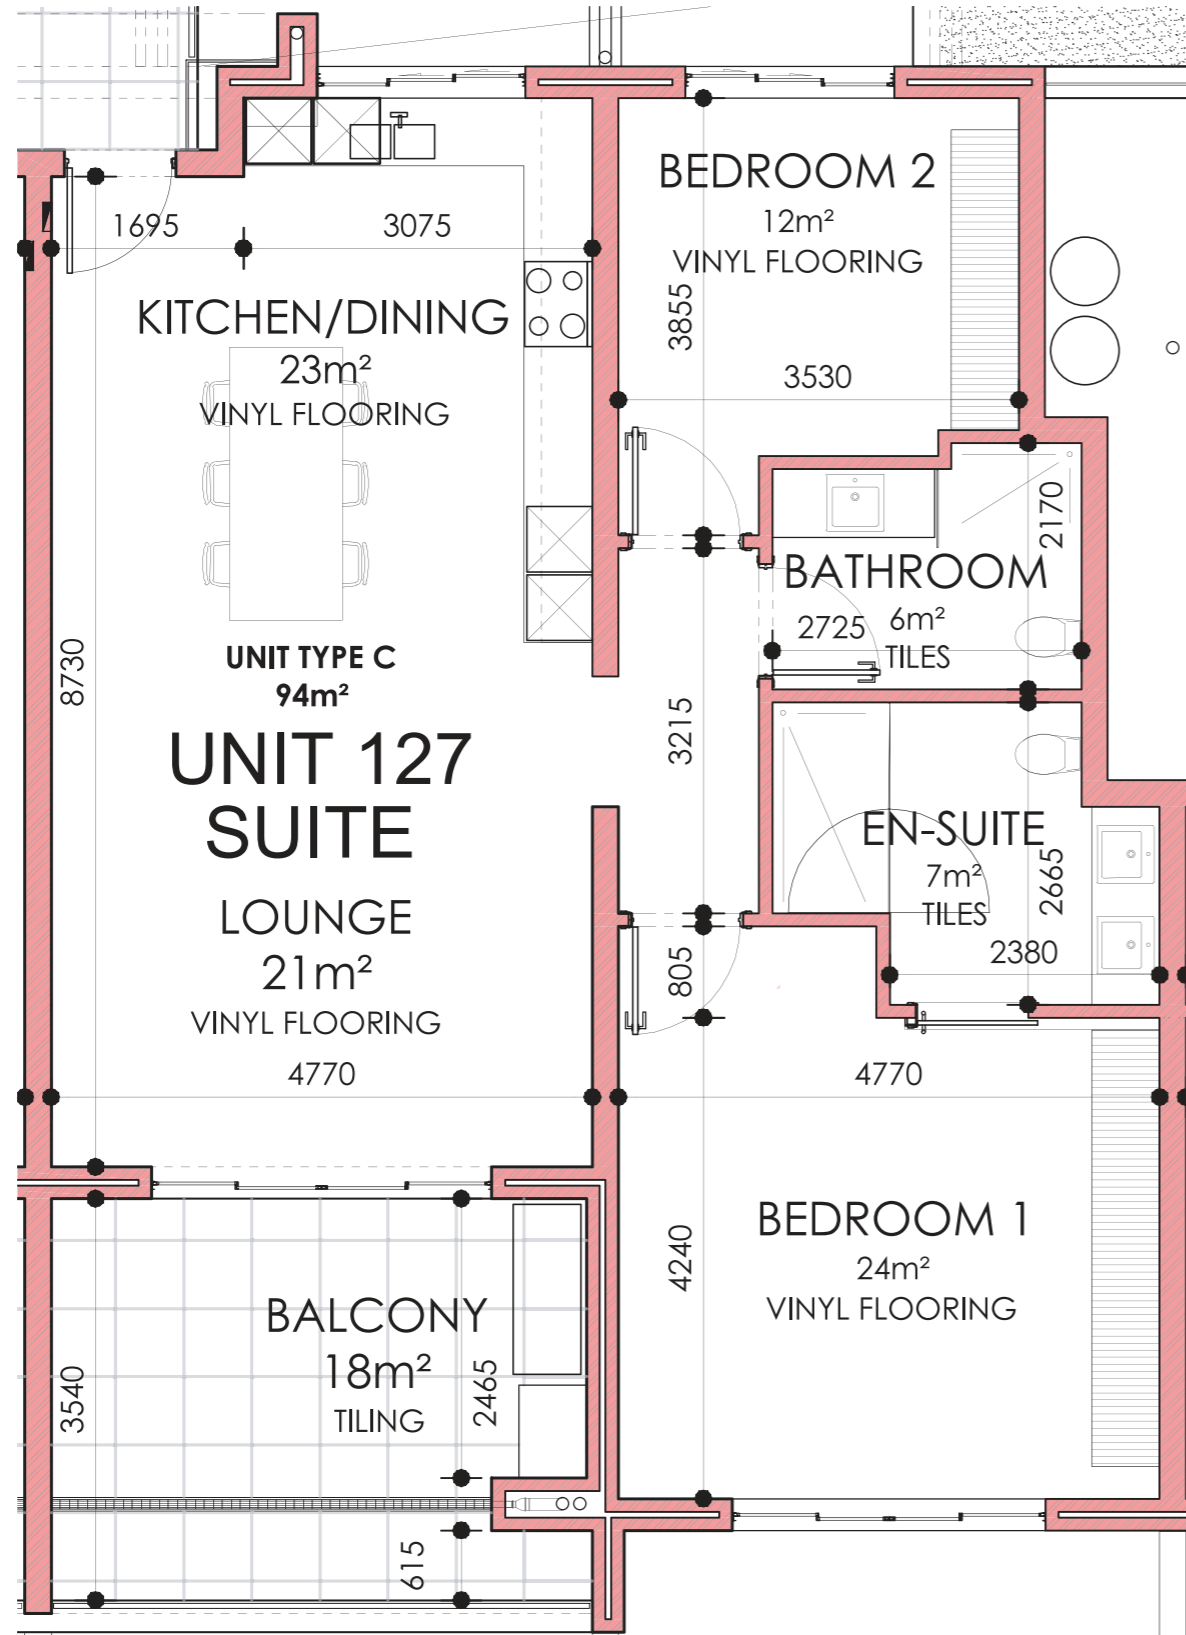 BEDROOM 2
12m²
VINYL FLOORING
1695
3075
3855
3530
KITCHEN/DINING
23m²
VINYL FLOORING
2170
BATHROOM
2725
6m²
TILES
8730
UNIT TYPE C
94m²
UNIT 127
SUITE
3215
EN-SUITE
7m²
TILES
2665
2380
LOUNGE
21m²
VINYL FLOORING
805
4770
4770
BEDROOM 1
24m²
VINYL FLOORING
4240
BALCONY
18m²
TILING
3540
2465
615